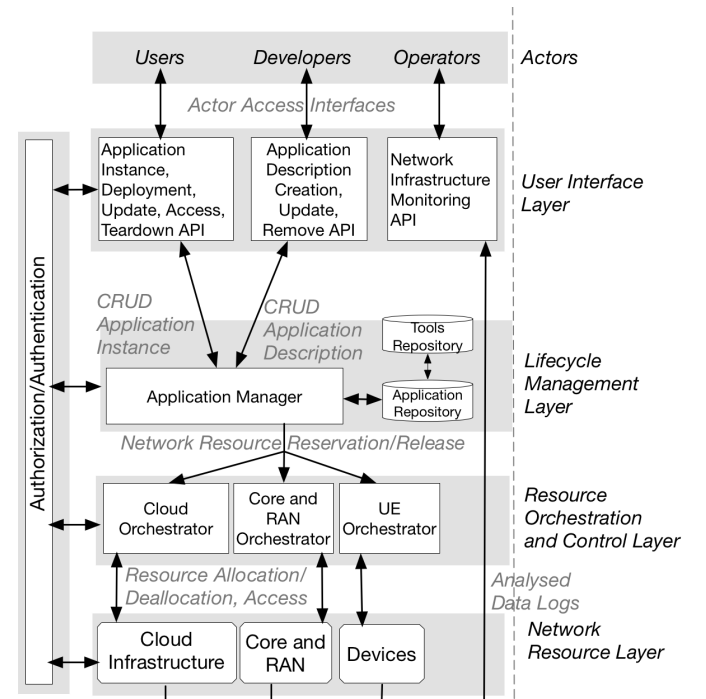 Users
Developers
Operators
Actors
Actor Access Interfaces
Application
Instance,
Deployment,
Update, Access,
Teardown API
Application
Description
Creation,
Update,
Remove API
Network
Infrastructure
Monitoring
API
User Interface
Layer
Authorization/Authentication
CRUD
Application
Instance
CRUD
Application
Description
Tools
Repository
Application Manager
Application
Repository
Lifecycle
Management
Layer
Network Resource Reservation/Release
Cloud
Orchestrator
Core and
RAN
Orchestrator
UE
Orchestrator
Resource
Orchestration
and Control Layer
Resource Allocation/
Deallocation, Access
Analysed
Data Logs
Cloud
Infrastructure
Core and
RAN
Devices
Network
Resource Layer